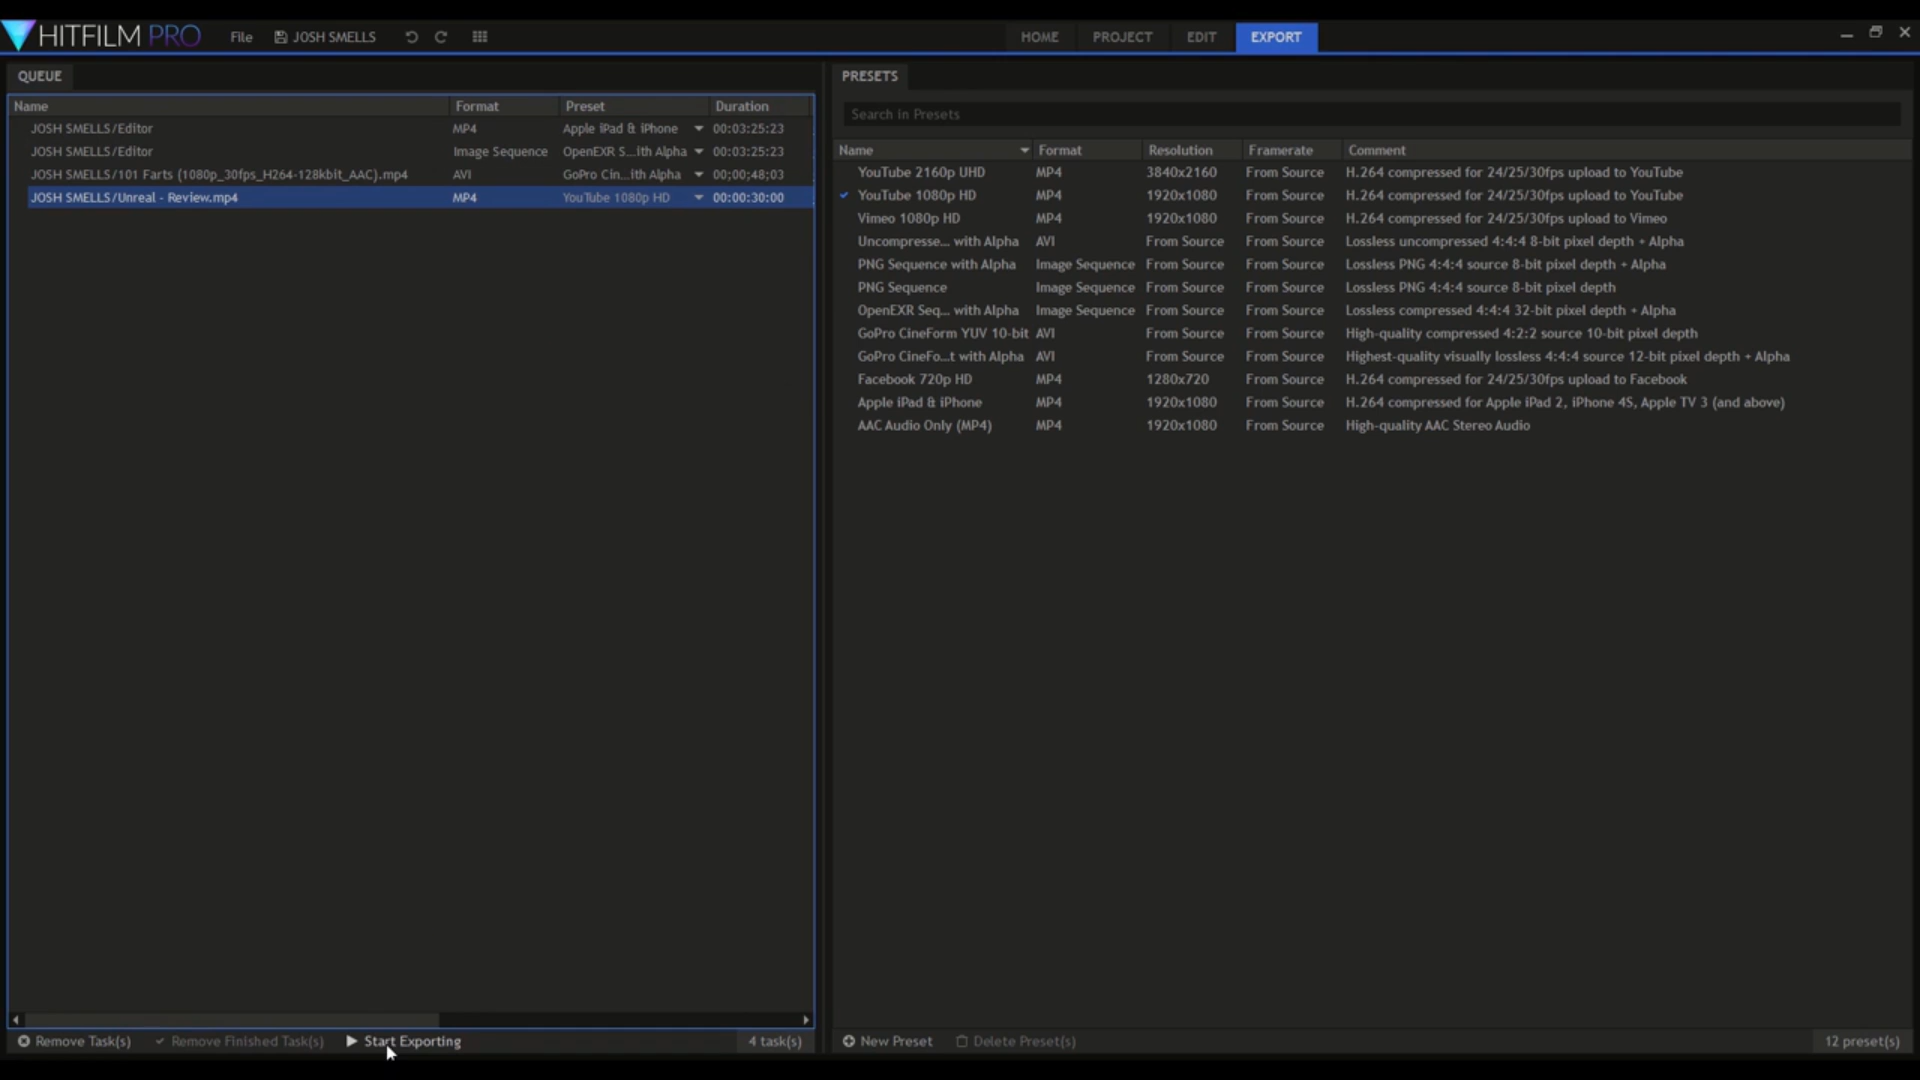 HITFILM PRO File JOSH SMELLS HOME PROJECT EDIT EXPORT
QUEUE
Name Format Preset Duration
JOSH SMELLS/Editor MP4 Apple iPad & iPhone 00:03:25:23
JOSH SMELLS/Editor Image Sequence OpenEXR S...ith Alpha 00:03:25:23
JOSH SMELLS/101 Farts (1080p_30fps_H264-128kbit_AAC).mp4 AVI GoPro Cin...ith Alpha 00;00;48;03
JOSH SMELLS/Unreal - Review.mp4 MP4 YouTube 1080p HD 00:00:30:00
Remove Task(s) Remove Finished Task(s) Start Exporting 4 task(s)
PRESETS
Search in Presets
Name Format Resolution Framerate Comment
YouTube 2160p UHD MP4 3840x2160 From Source H.264 compressed for 24/25/30fps upload to YouTube
YouTube 1080p HD MP4 1920x1080 From Source H.264 compressed for 24/25/30fps upload to YouTube
Vimeo 1080p HD MP4 1920x1080 From Source H.264 compressed for 24/25/30fps upload to Vimeo
Uncompresse... with Alpha AVI From Source From Source Lossless uncompressed 4:4:4 8-bit pixel depth + Alpha
PNG Sequence with Alpha Image Sequence From Source From Source Lossless PNG 4:4:4 source 8-bit pixel depth + Alpha
PNG Sequence Image Sequence From Source From Source Lossless PNG 4:4:4 source 8-bit pixel depth
OpenEXR Seq... with Alpha Image Sequence From Source From Source Lossless compressed 4:4:4 32-bit pixel depth + Alpha
GoPro CineForm YUV 10-bit AVI From Source From Source High-quality compressed 4:2:2 source 10-bit pixel depth
GoPro CineFo...t with Alpha AVI From Source From Source Highest-quality visually lossless 4:4:4 source 12-bit pixel depth + Alpha
Facebook 720p HD MP4 1280x720 From Source H.264 compressed for 24/25/30fps upload to Facebook
Apple iPad & iPhone MP4 1920x1080 From Source H.264 compressed for Apple iPad 2, iPhone 4S, Apple TV 3 (and above)
AAC Audio Only (MP4) MP4 1920x1080 From Source High-quality AAC Stereo Audio
New Preset Delete Preset(s) 12 preset(s)